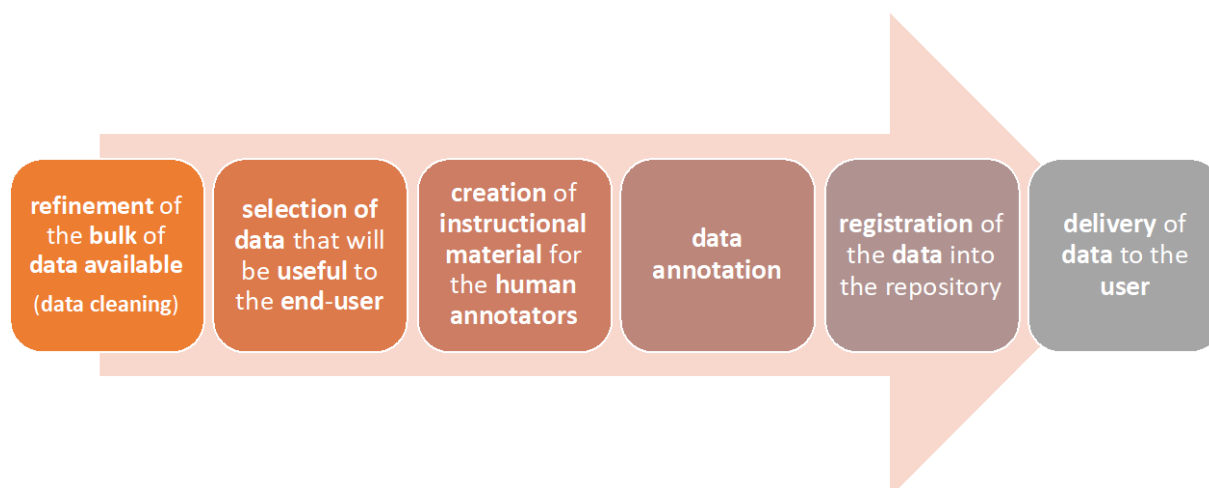 refinement of
the bulk of
data available
(data cleaning)
selection of
data that will
be useful to
the end-user
creation of
instructional
material for
the human
annotators
data
annotation
registration of
the data into
the repository
delivery of
data to the
user